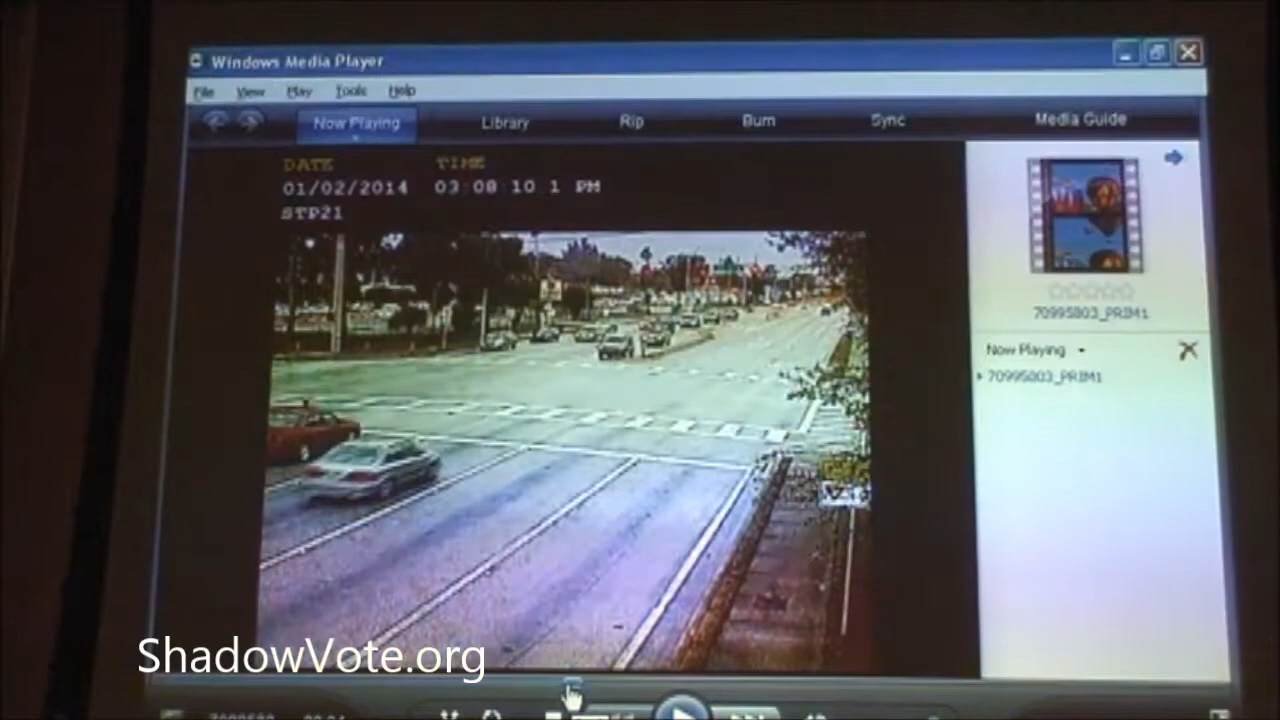 Windows Media Player
File View Play Tools Help
Now Playing Library Rip Burn Sync Media Guide
DATE TIME
01/02/2014 03:08:10 1 PM
STP21
70995803_PRIM1
Now Playing
70995803_PRIM1
ShadowVote.org